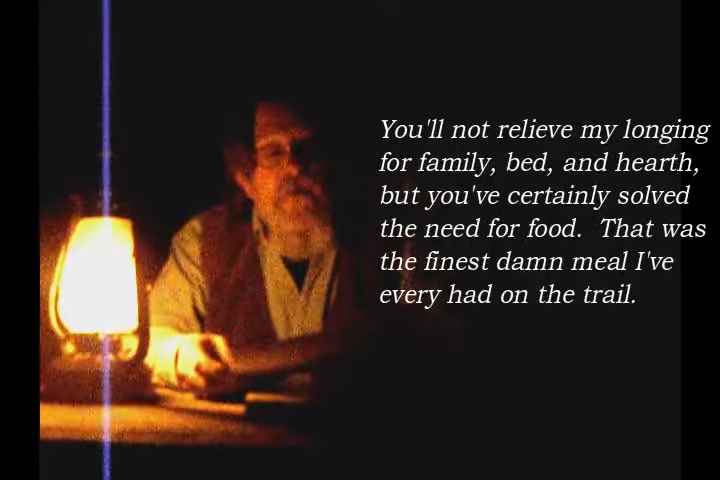 You'll not relieve my longing
for family, bed, and hearth,
but you've certainly solved
the need for food.  That was
the finest damn meal I've
every had on the trail.